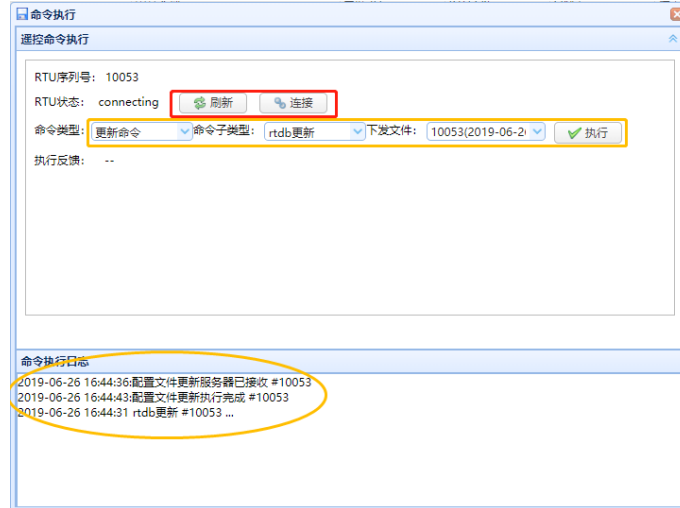 命令执行
遥控命令执行
RTU序列号： 10053
RTU状态： connecting 刷新 连接
命令类型： 更新命令 命令子类型： rtdb更新 下发文件： 10053(2019-06-2 执行
执行反馈： --
命令执行日志
2019-06-26 16:44:36:配置文件更新服务器已接收 #10053
2019-06-26 16:44:43:配置文件更新执行完成 #10053
2019-06-26 16:44:31 rtdb更新 #10053 ...